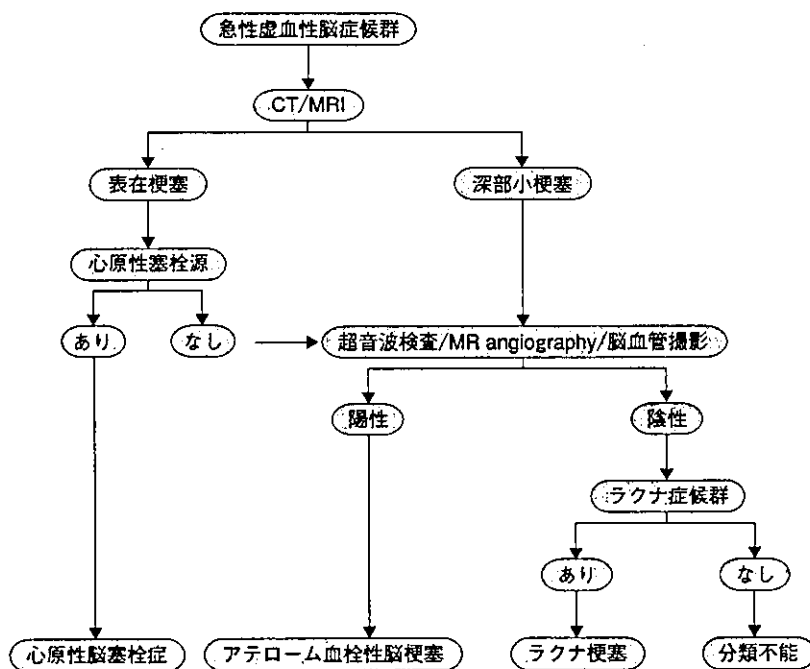 急性虚血性脳症候群
CT/MRI
表在梗塞
深部小梗塞
心原性塞栓源
あり
なし
超音波検査/MR angiography/脳血管撮影
陽性
陰性
ラクナ症候群
あり
なし
心原性脳塞栓症
アテローム血栓性脳梗塞
ラクナ梗塞
分類不能